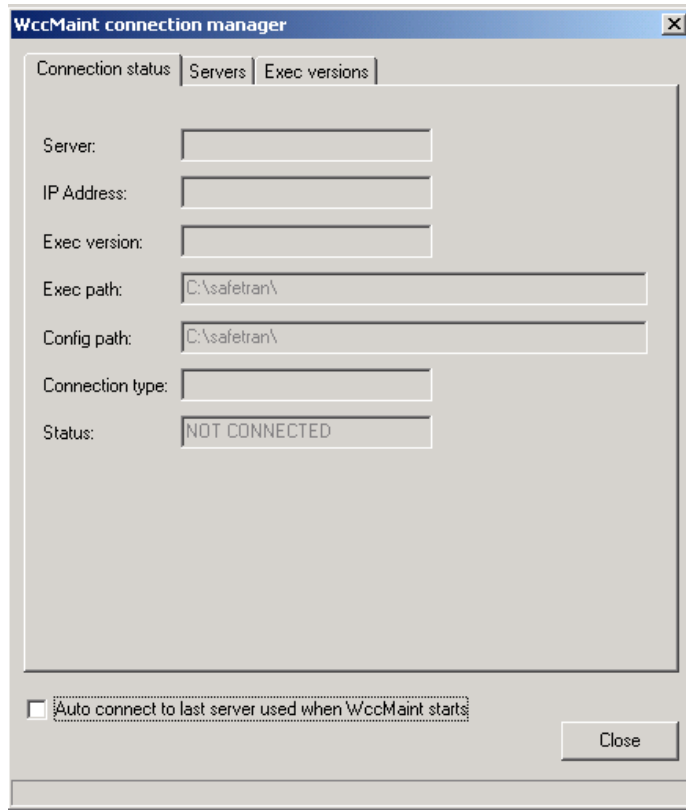 WccMaint connection manager
Connection status Servers Exec versions
Server:
IP Address:
Exec version:
Exec path: C:\safetran\
Config path: C:\safetran\
Connection type:
Status: NOT CONNECTED
Auto connect to last server used when WccMaint starts
Close